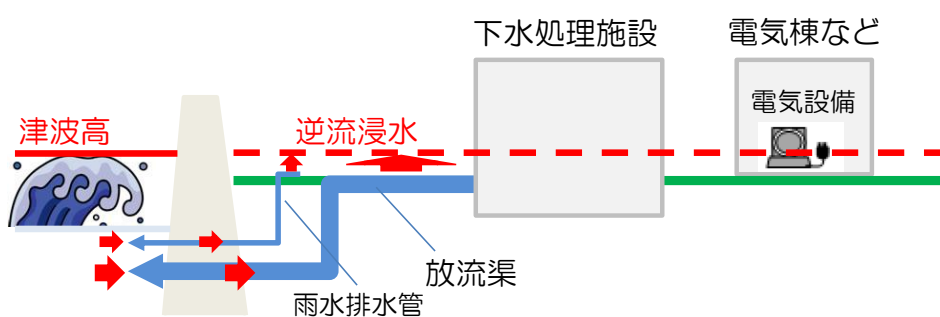 下水処理施設
電気棟など
電気設備
津波高
逆流浸水
放流渠
雨水排水管